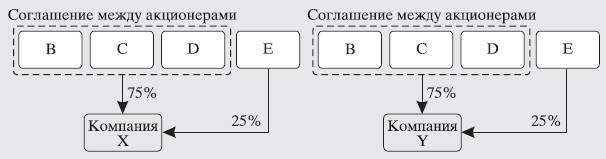 Соглашение между акционерами
B C D E
75%
25%
Компания
X
Соглашение между акционерами
B C D E
75%
25%
Компания
Y